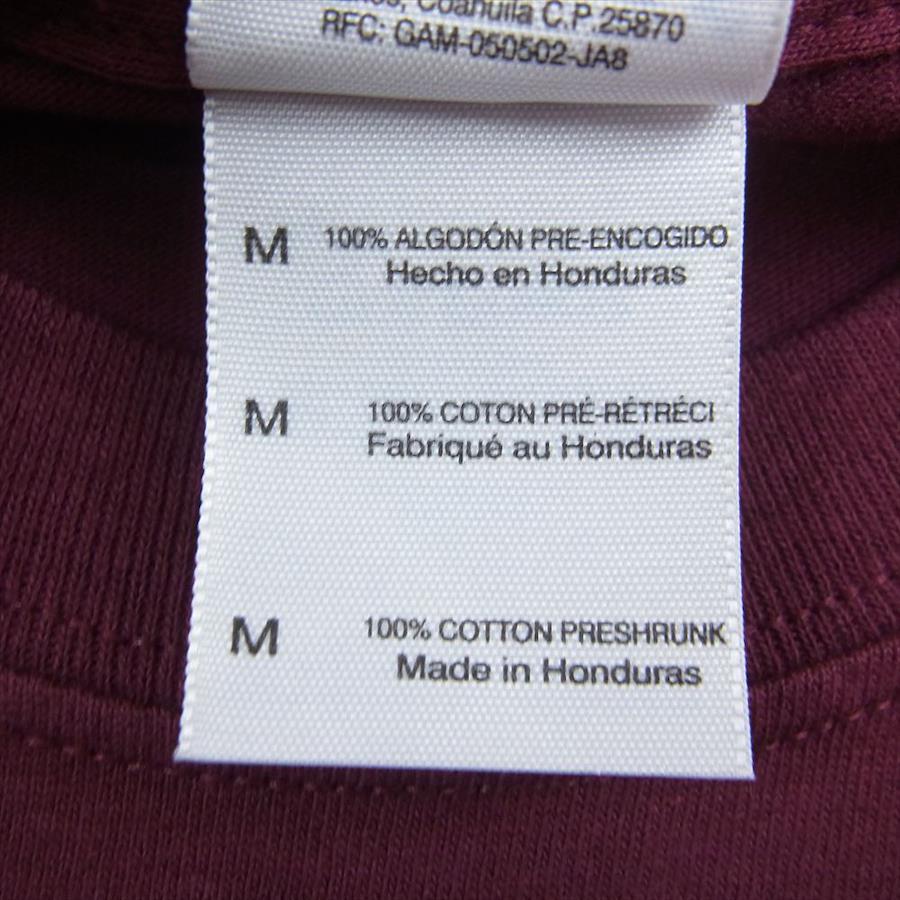 Coahuila C.P. 25870
RFC: GAM-050502-JA8
M 100% ALGODÓN PRE-ENCOGIDO
Hecho en Honduras
M 100% COTON PRÉ-RÉTRÉCI
Fabriqué au Honduras
M 100% COTTON PRESHRUNK
Made in Honduras